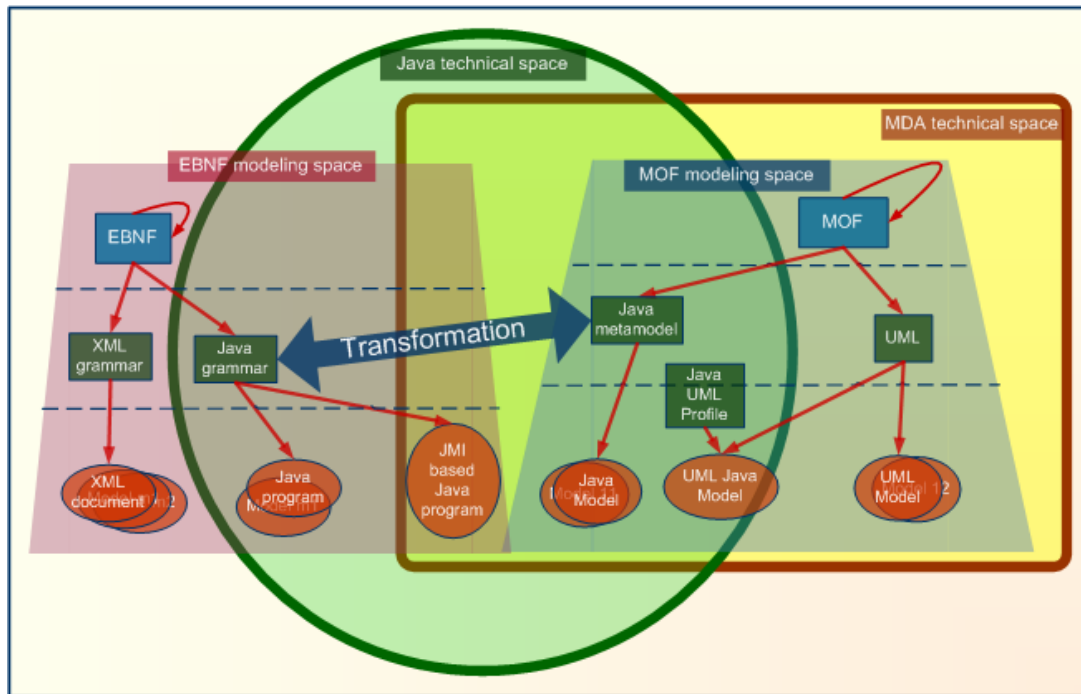 Java technical space
MDA technical space
EBNF modeling space
MOF modeling space
EBNF
MOF
Transformation
XML
grammar
Java
grammar
Java
metamodel
UML
Java
UML
Profile
XML
document
Java
program
JMI
based
Java
program
Java
Model
UML Java
Model
UML
Model
12